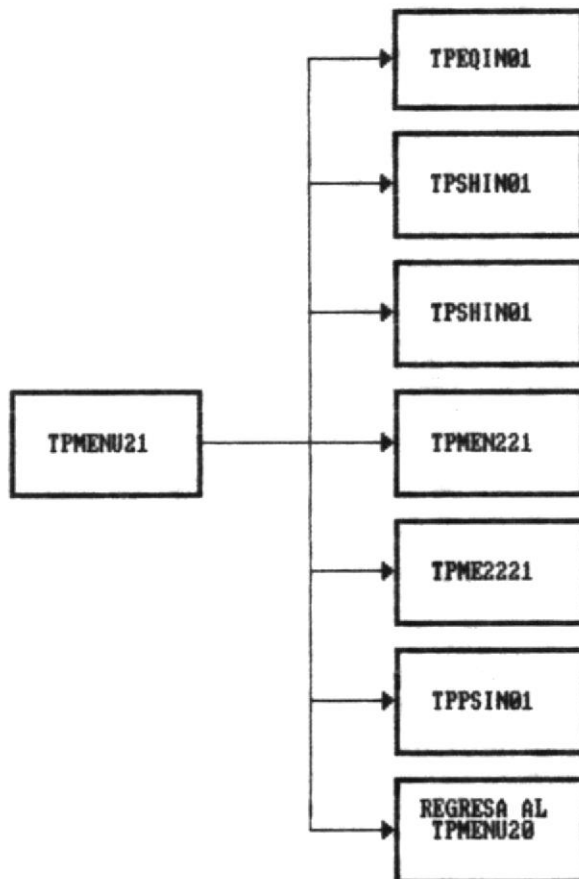 TPEQIN01
TPSHIN01
TPSHIN01
TPMENU21
TPMEN221
TPME2221
TPPSIN01
REGRESA AL
TPMENU20